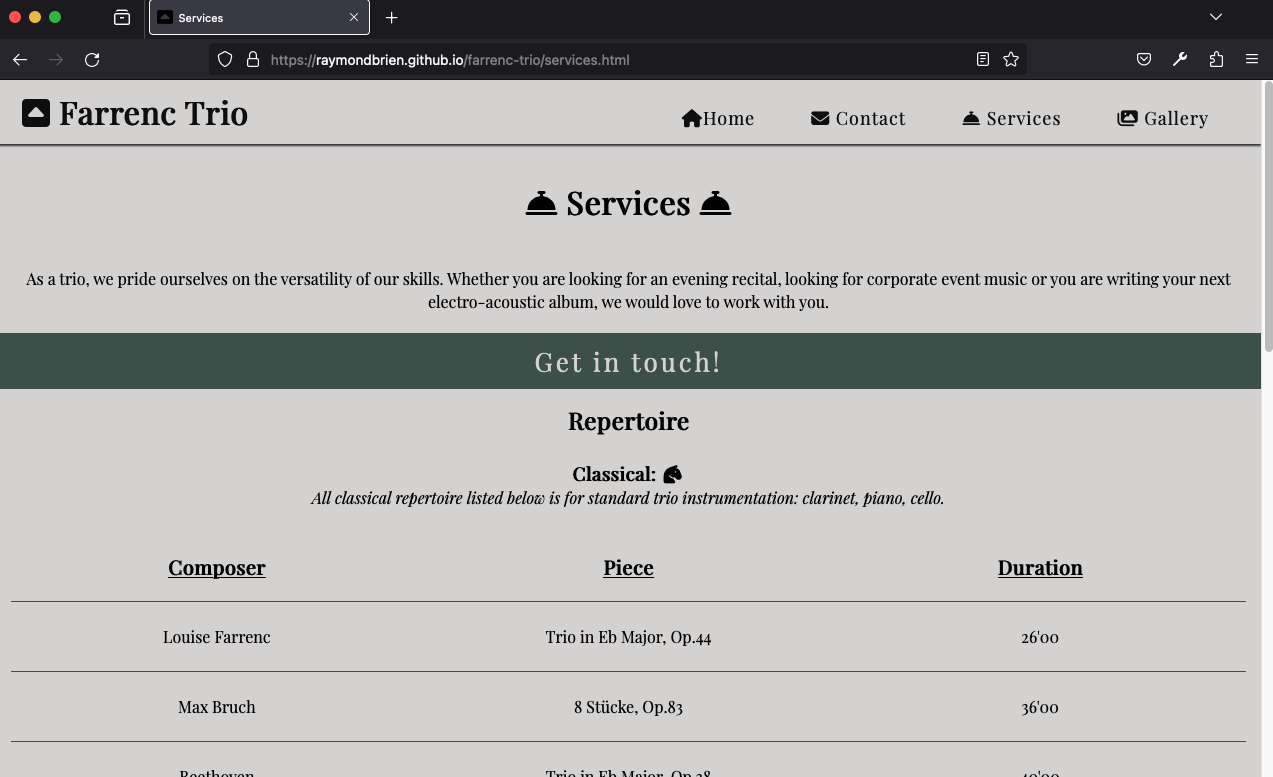 Services
https://raymondbrien.github.io/farrenc-trio/services.html
Farrenc Trio
Home
Contact
Services
Gallery
Services
As a trio, we pride ourselves on the versatility of our skills. Whether you are looking for an evening recital, looking for corporate event music or you are writing your next
electro-acoustic album, we would love to work with you.
Get in touch!
Repertoire
Classical:
All classical repertoire listed below is for standard trio instrumentation: clarinet, piano, cello.
Composer Piece Duration
Louise Farrenc Trio in Eb Major, Op.44 26'00
Max Bruch 8 Stücke, Op.83 36'00
Beethoven Trio in Eb Major, Op.38 40'00